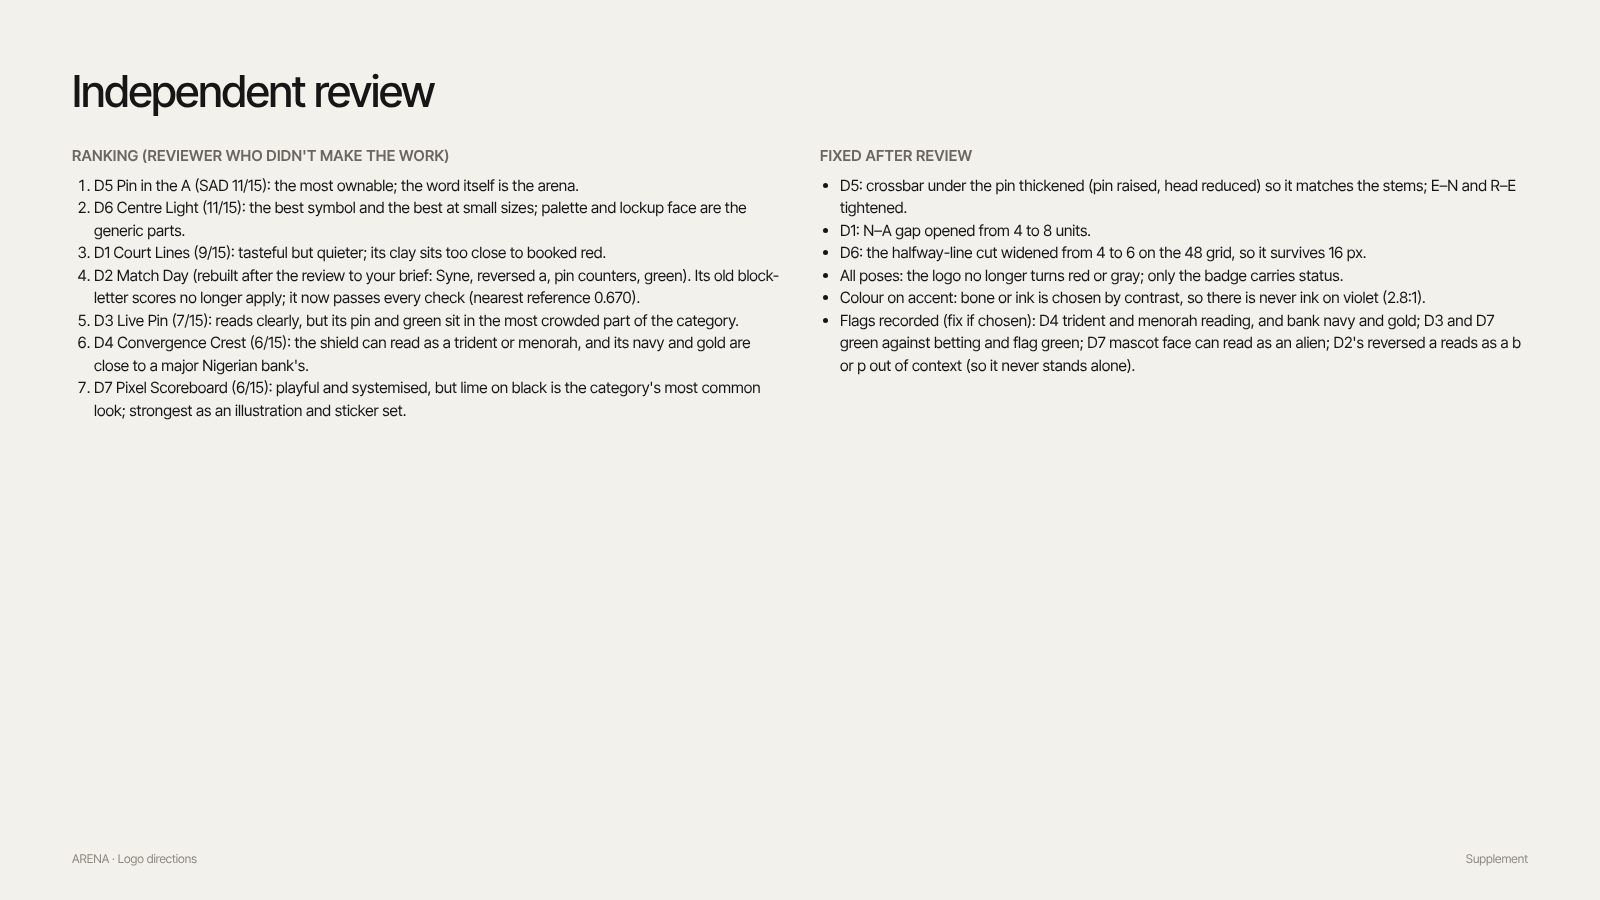 Independent review
RANKING (REVIEWER WHO DIDN'T MAKE THE WORK)
1. D5 Pin in the A (SAD 11/15): the most ownable; the word itself is the arena.
2. D6 Centre Light (11/15): the best symbol and the best at small sizes; palette and lockup face are the
generic parts.
3. D1 Court Lines (9/15): tasteful but quieter; its clay sits too close to booked red.
4. D2 Match Day (rebuilt after the review to your brief: Syne, reversed a, pin counters, green). Its old block-
letter scores no longer apply; it now passes every check (nearest reference 0.670).
5. D3 Live Pin (7/15): reads clearly, but its pin and green sit in the most crowded part of the category.
6. D4 Convergence Crest (6/15): the shield can read as a trident or menorah, and its navy and gold are
close to a major Nigerian bank's.
7. D7 Pixel Scoreboard (6/15): playful and systemised, but lime on black is the category's most common
look; strongest as an illustration and sticker set.
FIXED AFTER REVIEW
• D5: crossbar under the pin thickened (pin raised, head reduced) so it matches the stems; E–N and R–E
tightened.
• D1: N–A gap opened from 4 to 8 units.
• D6: the halfway-line cut widened from 4 to 6 on the 48 grid, so it survives 16 px.
• All poses: the logo no longer turns red or gray; only the badge carries status.
• Colour on accent: bone or ink is chosen by contrast, so there is never ink on violet (2.8:1).
• Flags recorded (fix if chosen): D4 trident and menorah reading, and bank navy and gold; D3 and D7
green against betting and flag green; D7 mascot face can read as an alien; D2's reversed a reads as a b
or p out of context (so it never stands alone).
ARENA · Logo directions
Supplement